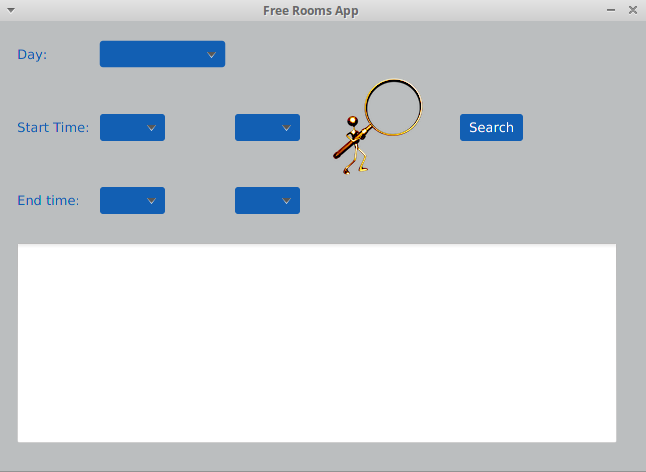 Free Rooms App
Day:
Start Time:
Search
End time: